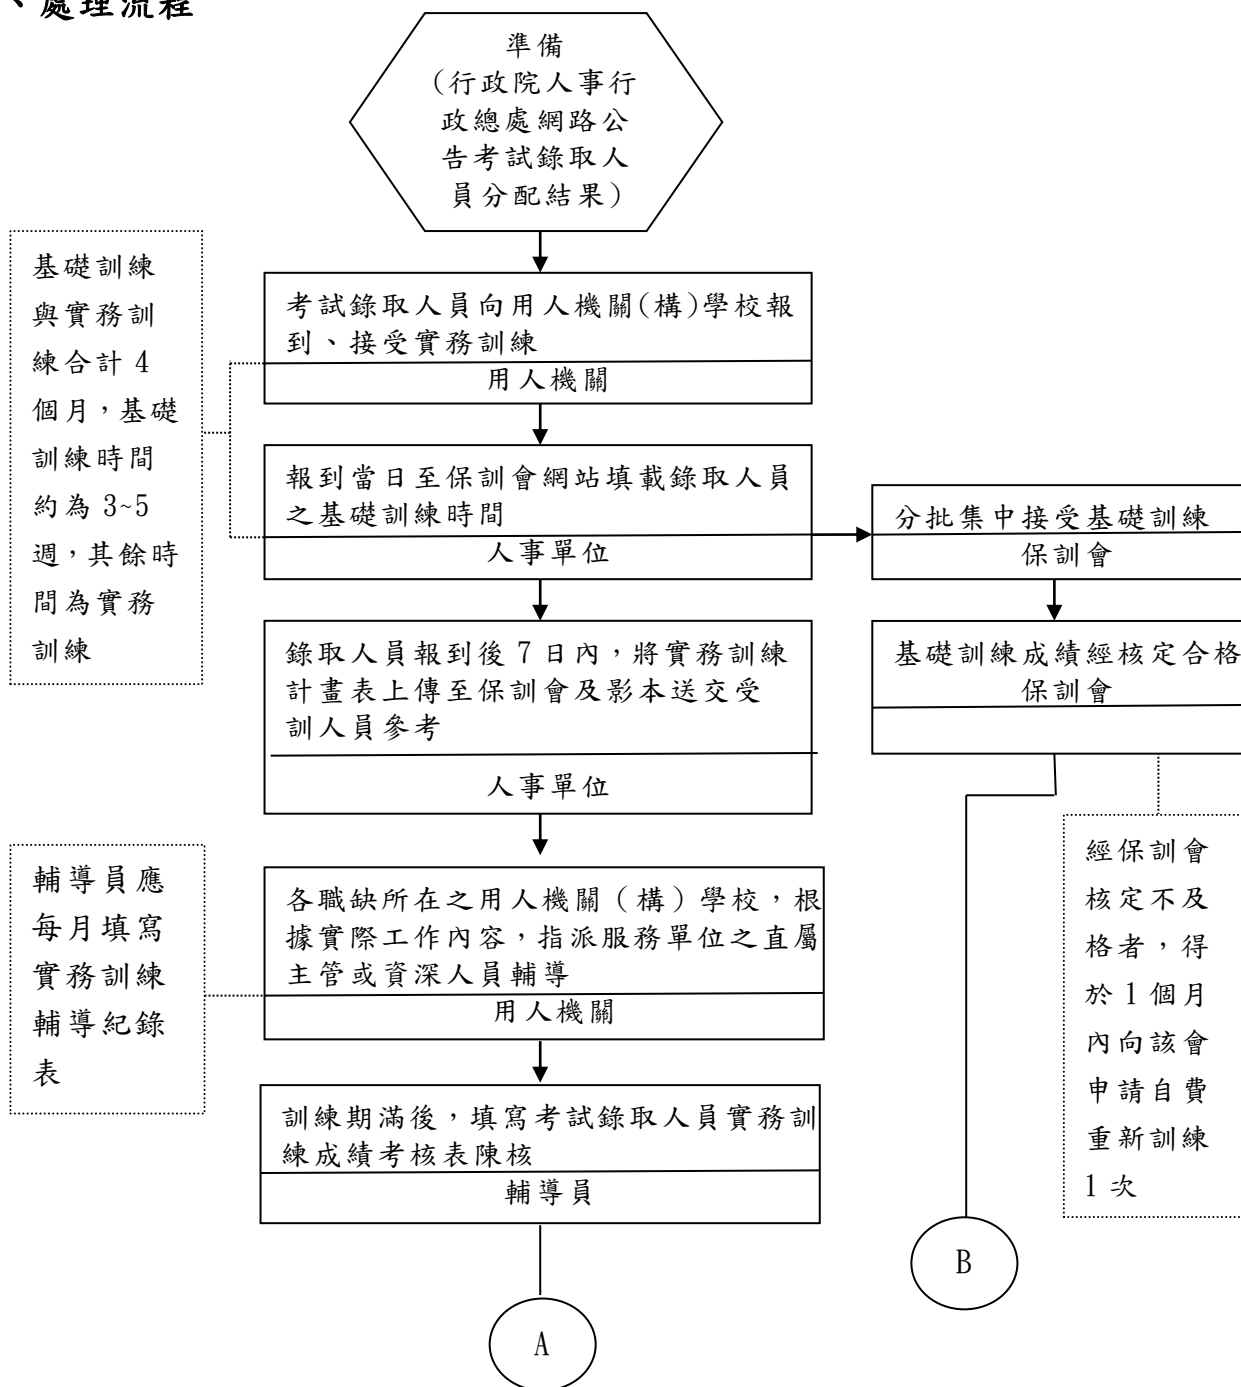 、處理流程
準備
(行政院人事行
政總處網路公
告考試錄取人
員分配結果)
基礎訓練
與實務訓
練合計 4
個月，基礎
訓練時間
約為 3~5
週，其餘時
間為實務
訓練
考試錄取人員向用人機關(構)學校報
到、接受實務訓練
用人機關
報到當日至保訓會網站填載錄取人員
之基礎訓練時間
人事單位
分批集中接受基礎訓練
保訓會
錄取人員報到後 7 日內，將實務訓練
計畫表上傳至保訓會及影本送交受
訓人員參考
人事單位
基礎訓練成績經核定合格
保訓會
輔導員應
每月填寫
實務訓練
輔導紀錄
表
各職缺所在之用人機關（構）學校，根
據實際工作內容，指派服務單位之直屬
主管或資深人員輔導
用人機關
經保訓會
核定不及
格者，得
於 1 個月
內向該會
申請自費
重新訓練
1 次
訓練期滿後，填寫考試錄取人員實務訓
練成績考核表陳核
輔導員
B
A